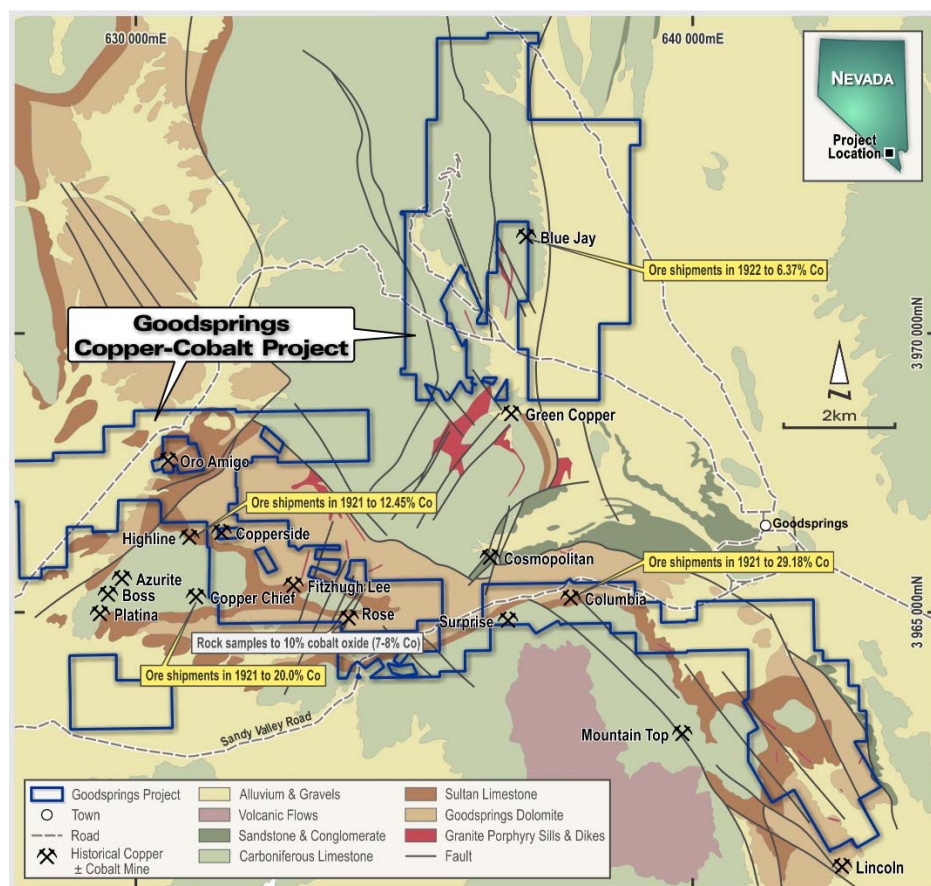 630 000mE
640 000mE
NEVADA
Project
Location
Blue Jay
Ore shipments in 1922 to 6.37% Co
Goodsprings
Copper-Cobalt Project
3 970 000mN
N
2km
Green Copper
Oro Amigo
Ore shipments in 1921 to 12.45% Co
Goodsprings
Highline
Copperside
Cosmopolitan
Ore shipments in 1921 to 29.18% Co
Azurite
Boss
Platina
Copper Chief
Fitzhugh Lee
Rose
Surprise
Columbia
3 965 000mN
Rock samples to 10% cobalt oxide (7-8% Co)
Ore shipments in 1921 to 20.0% Co
Sandy Valley Road
Mountain Top
Lincoln
Goodsprings Project
Town
Road
Historical Copper
± Cobalt Mine
Alluvium & Gravels
Volcanic Flows
Sandstone & Conglomerate
Carboniferous Limestone
Sultan Limestone
Goodsprings Dolomite
Granite Porphyry Sills & Dikes
Fault